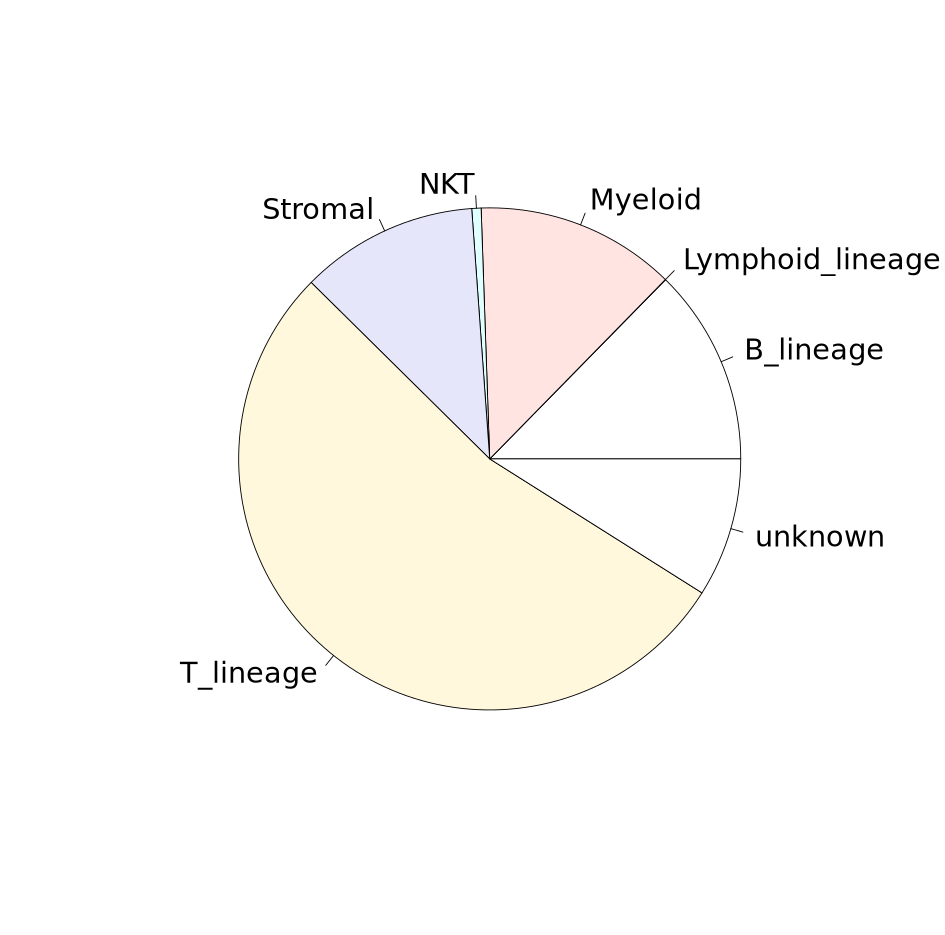 NKT
Stromal
Myeloid
Lymphoid_lineage
B_lineage
unknown
T_lineage